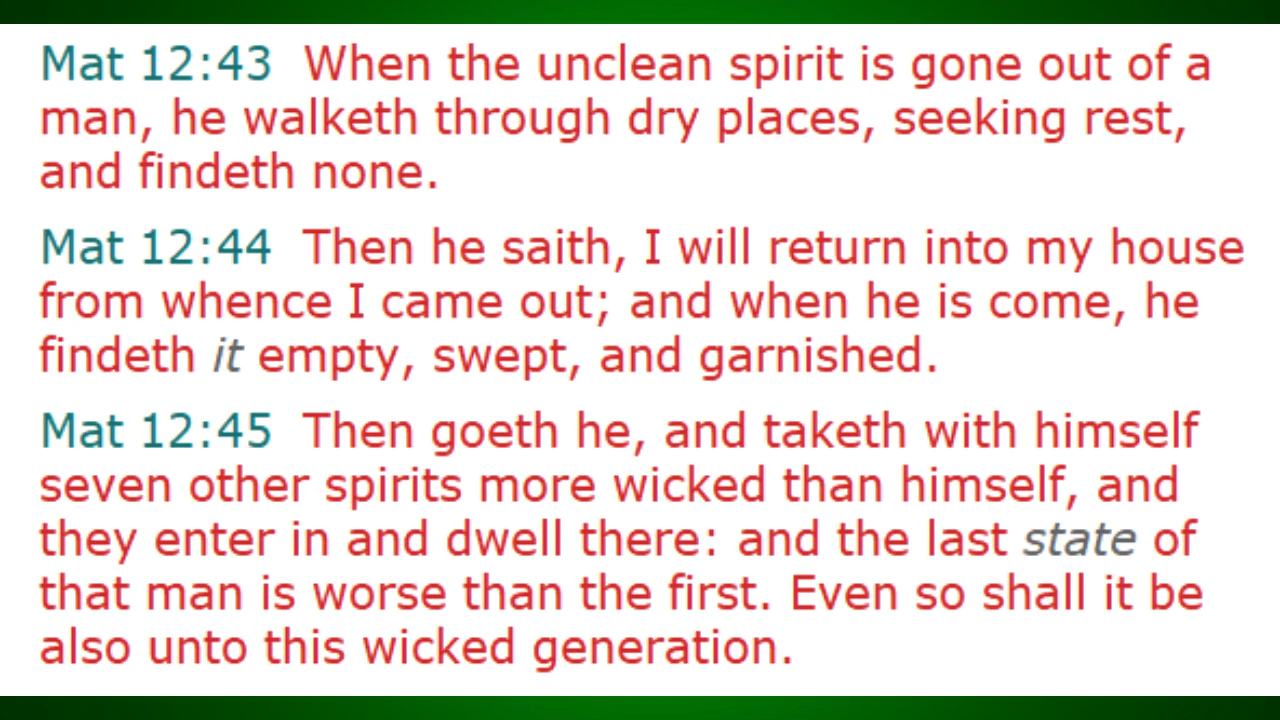 Mat 12:43  When the unclean spirit is gone out of a
man, he walketh through dry places, seeking rest,
and findeth none.
Mat 12:44  Then he saith, I will return into my house
from whence I came out; and when he is come, he
findeth it empty, swept, and garnished.
Mat 12:45  Then goeth he, and taketh with himself
seven other spirits more wicked than himself, and
they enter in and dwell there: and the last state of
that man is worse than the first. Even so shall it be
also unto this wicked generation.